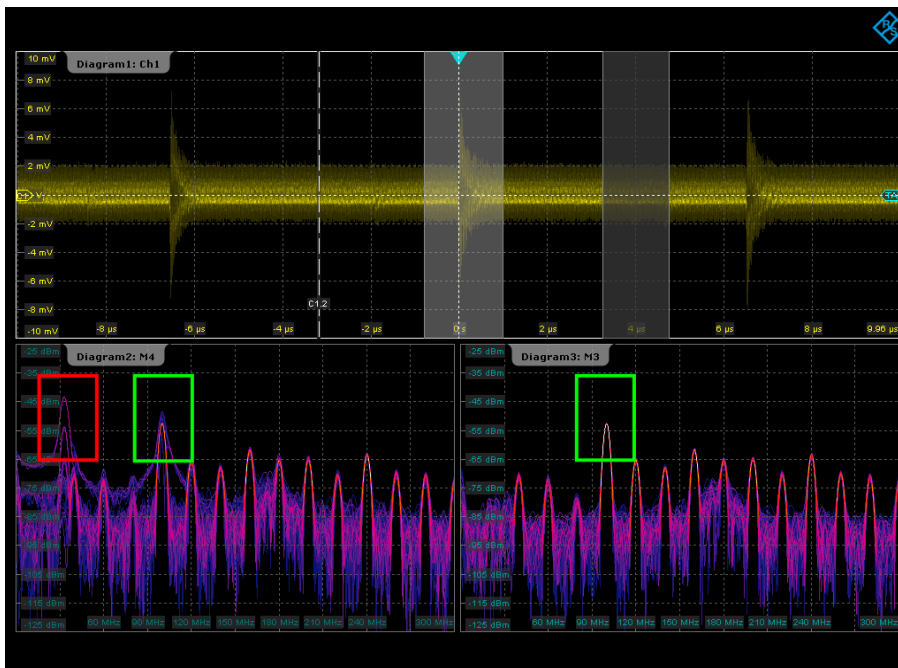 R S
Diagram1: Ch1
10 mV
8 mV
6 mV
4 mV
2 mV
V
-2 mV
-4 mV
-6 mV
-8 mV
-10 mV
C1.2
-8 µs -6 µs -4 µs -2 µs 0 s 2 µs 4 µs 6 µs 8 µs 9.96 µs
Diagram2: M4
-25 dBm
-35 dBm
-45 dBm
-55 dBm
-65 dBm
-75 dBm
-85 dBm
-95 dBm
-105 dBm
-115 dBm
-125 dBm
60 MHz 90 MHz 120 MHz 150 MHz 180 MHz 210 MHz 240 MHz 300 MHz
Diagram3: M3
-25 dBm
-35 dBm
-45 dBm
-55 dBm
-65 dBm
-75 dBm
-85 dBm
-95 dBm
-105 dBm
-115 dBm
-125 dBm
60 MHz 90 MHz 120 MHz 150 MHz 180 MHz 210 MHz 240 MHz 300 MHz